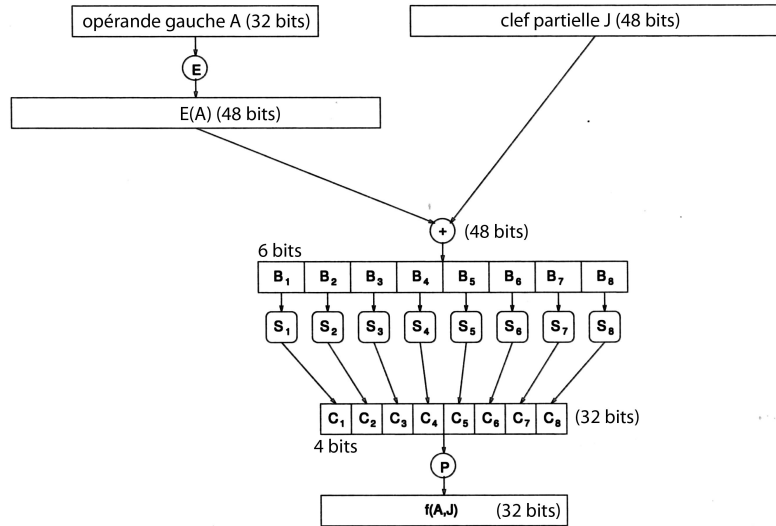 opérande gauche A (32 bits)
clef partielle J (48 bits)
E
E(A) (48 bits)
+ (48 bits)
6 bits
B₁ B₂ B₃ B₄ B₅ B₆ B₇ B₈
S₁ S₂ S₃ S₄ S₅ S₆ S₇ S₈
C₁ C₂ C₃ C₄ C₅ C₆ C₇ C₈ (32 bits)
4 bits
P
f(A,J) (32 bits)